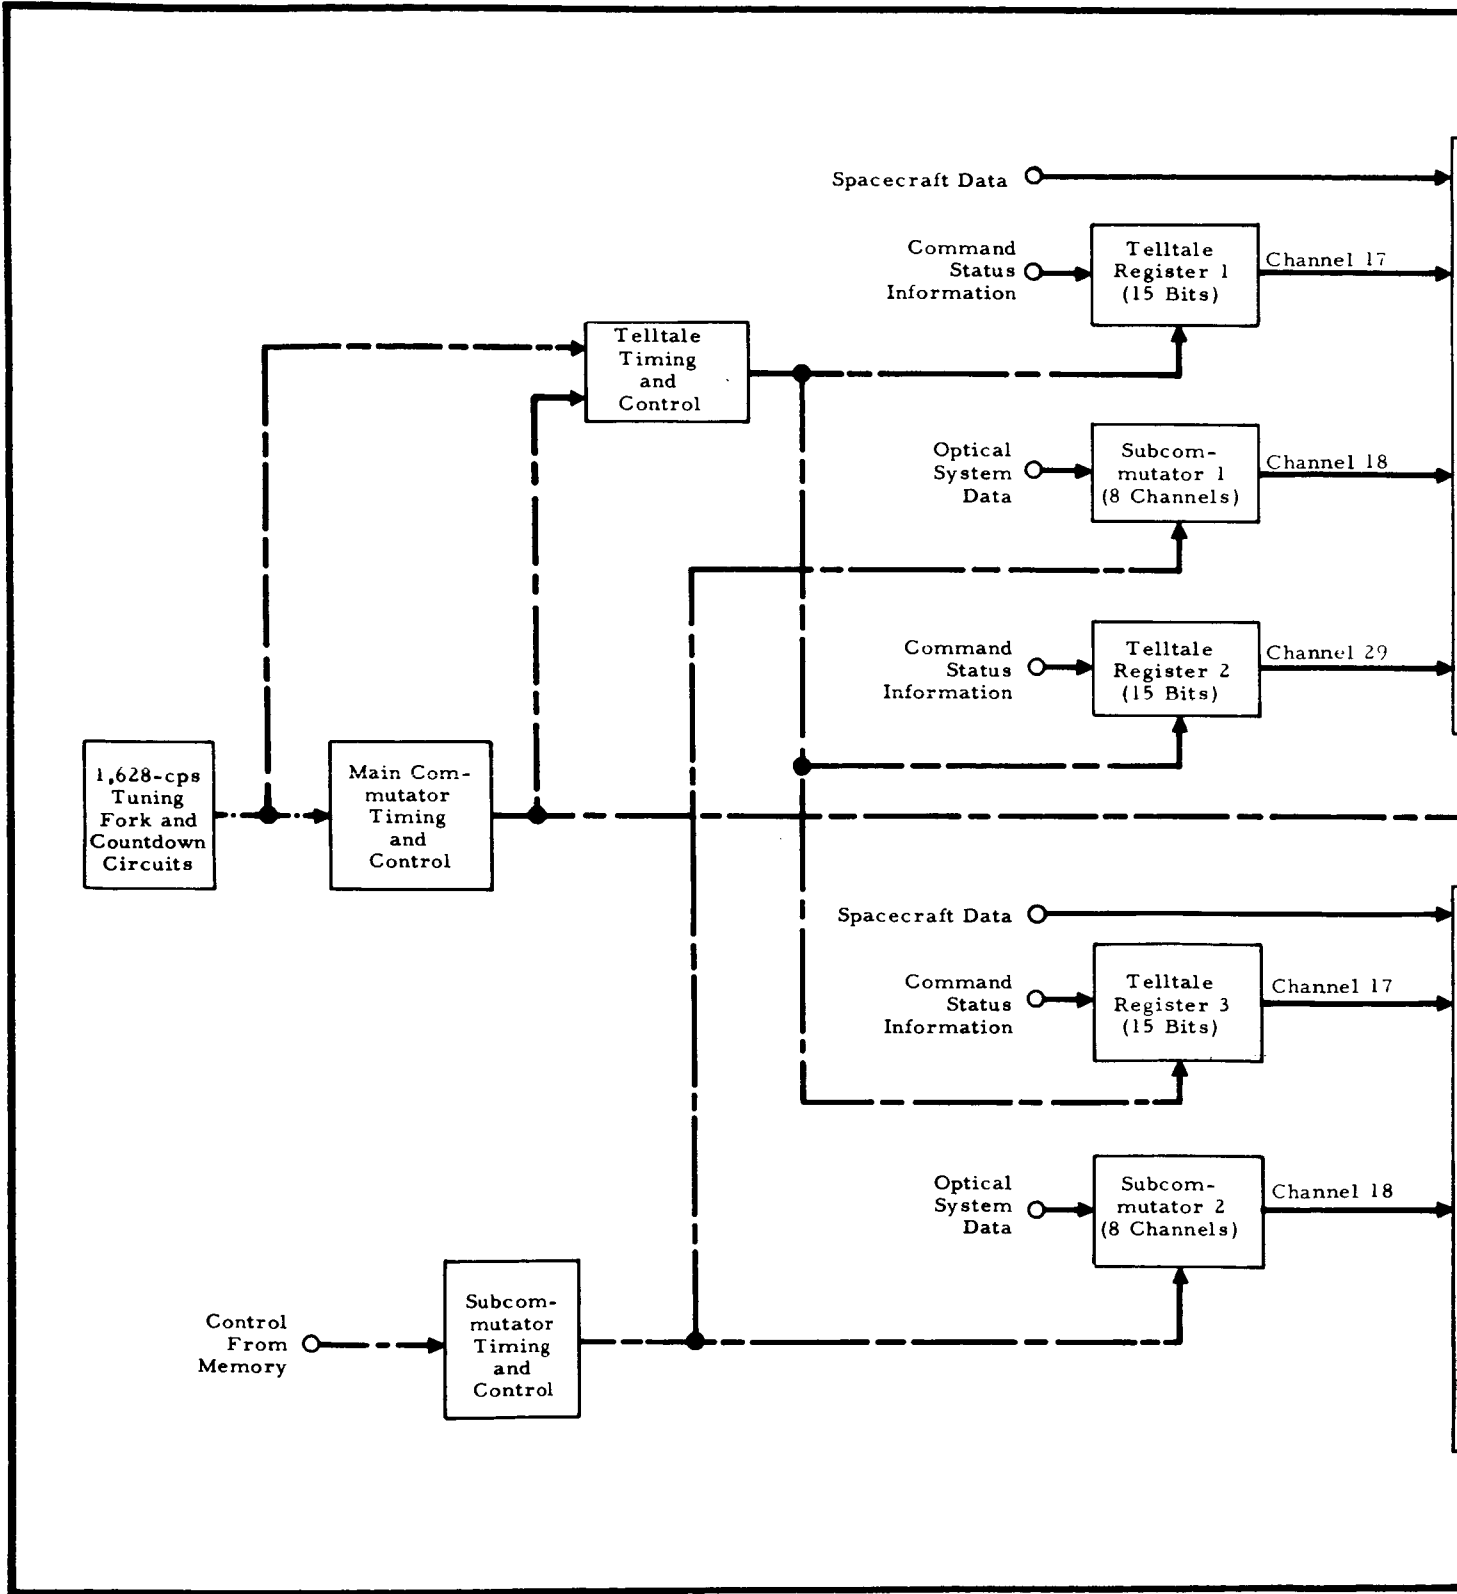 Spacecraft Data
Command
Status
Information
Telltale
Register 1
(15 Bits)
Channel 17
Telltale
Timing
and
Control
Optical
System
Data
Subcom-
mutator 1
(8 Channels)
Channel 18
Command
Status
Information
Telltale
Register 2
(15 Bits)
Channel 29
1,628-cps
Tuning
Fork and
Countdown
Circuits
Main Com-
mutator
Timing
and
Control
Spacecraft Data
Command
Status
Information
Telltale
Register 3
(15 Bits)
Channel 17
Optical
System
Data
Subcom-
mutator 2
(8 Channels)
Channel 18
Control
From
Memory
Subcom-
mutator
Timing
and
Control